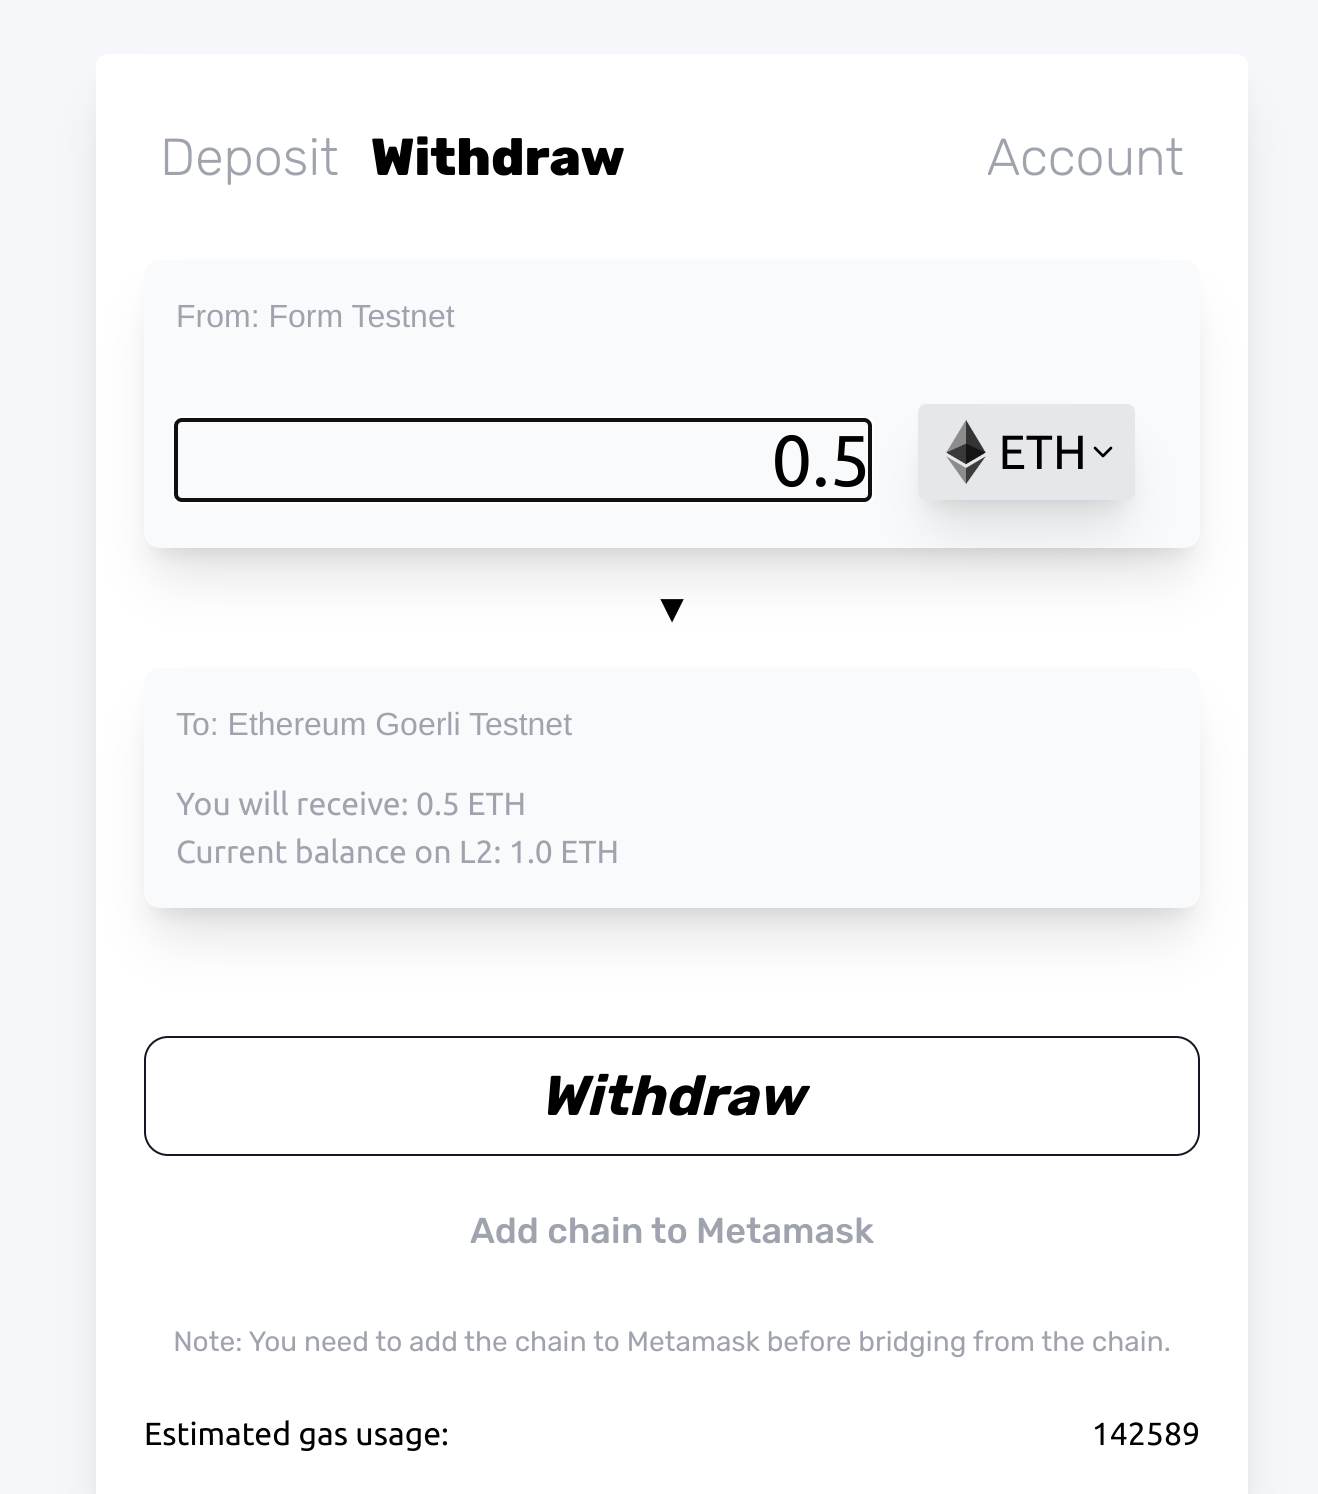 Deposit Withdraw Account
From: Form Testnet
0.5 ETH
To: Ethereum Goerli Testnet
You will receive: 0.5 ETH
Current balance on L2: 1.0 ETH
Withdraw
Add chain to Metamask
Note: You need to add the chain to Metamask before bridging from the chain.
Estimated gas usage: 142589